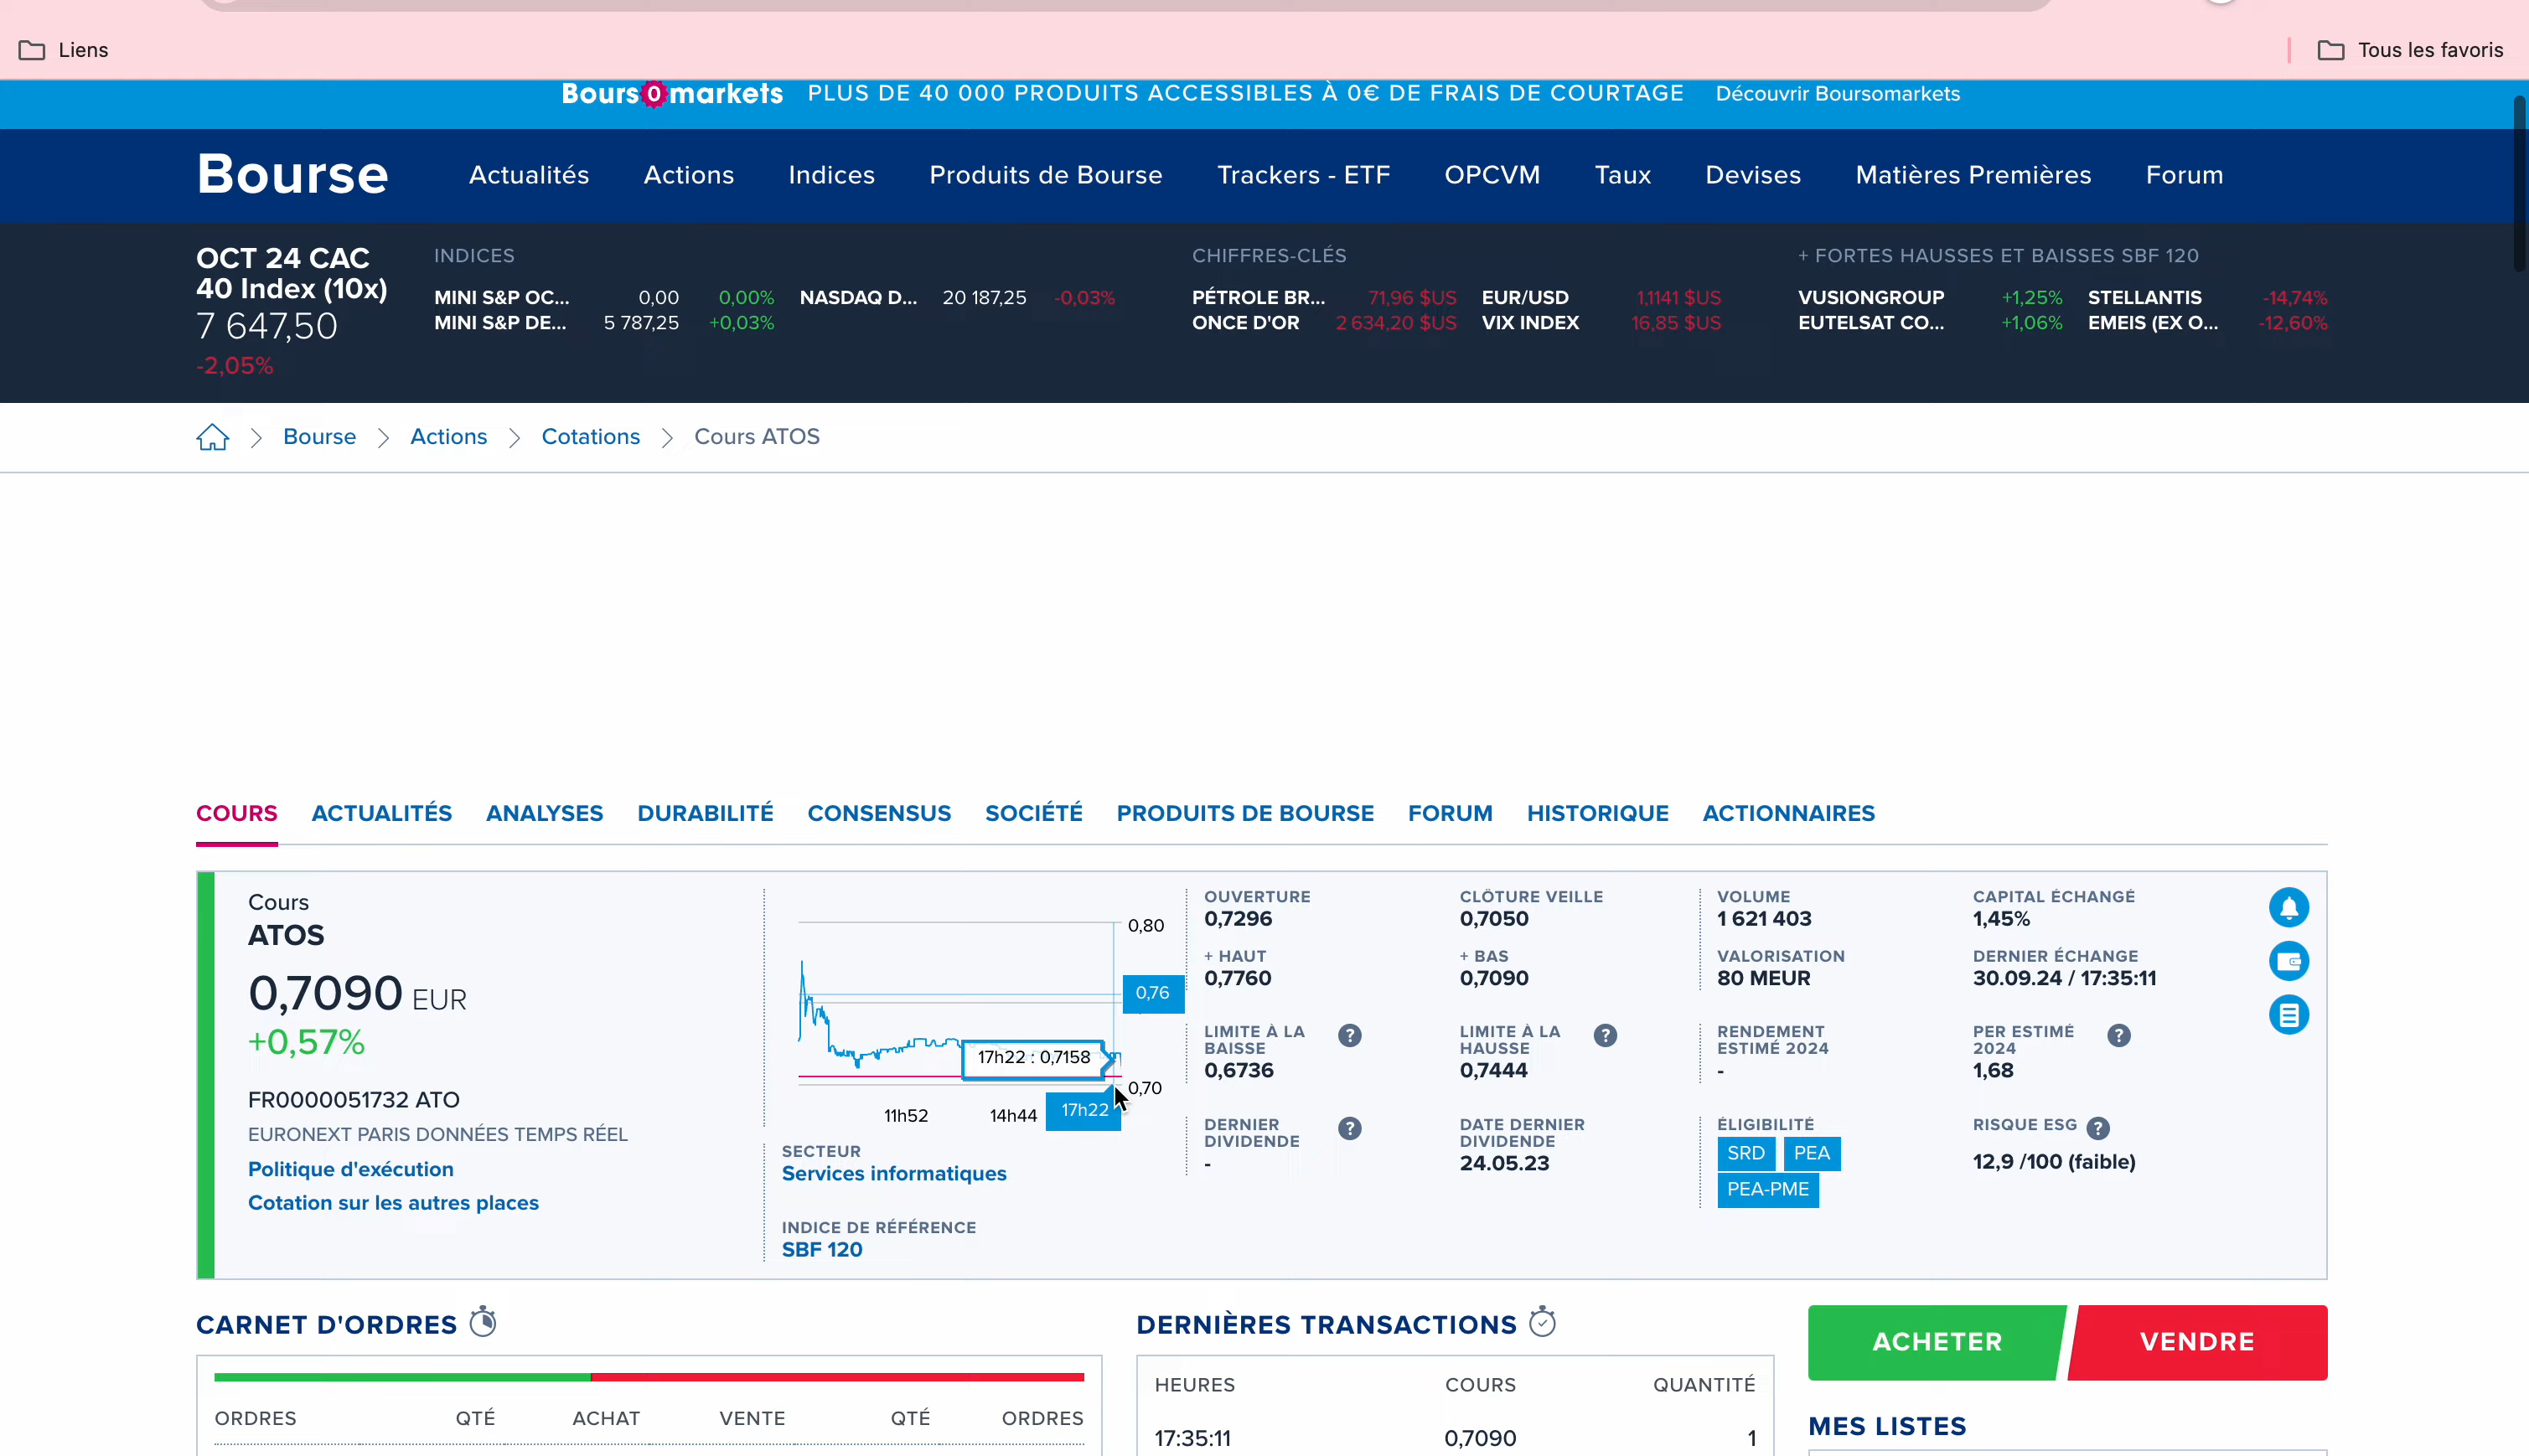 Liens
Tous les favoris
Boursomarkets PLUS DE 40 000 PRODUITS ACCESSIBLES À 0€ DE FRAIS DE COURTAGE Découvrir Boursomarkets
Bourse Actualités Actions Indices Produits de Bourse Trackers - ETF OPCVM Taux Devises Matières Premières Forum
OCT 24 CAC
40 Index (10x)
7 647,50
-2,05%
INDICES
MINI S&P OC... 0,00 0,00% NASDAQ D... 20 187,25 -0,03%
MINI S&P DE... 5 787,25 +0,03%
CHIFFRES-CLÉS
PÉTROLE BR... 71,96 $US EUR/USD 1,1141 $US
ONCE D'OR 2 634,20 $US VIX INDEX 16,85 $US
+ FORTES HAUSSES ET BAISSES SBF 120
VUSIONGROUP +1,25% STELLANTIS -14,74%
EUTELSAT CO... +1,06% EMEIS (EX O... -12,60%
Bourse > Actions > Cotations > Cours ATOS
COURS ACTUALITÉS ANALYSES DURABILITÉ CONSENSUS SOCIÉTÉ PRODUITS DE BOURSE FORUM HISTORIQUE ACTIONNAIRES
Cours
ATOS
0,7090 EUR
+0,57%
FR0000051732 ATO
EURONEXT PARIS DONNÉES TEMPS RÉEL
Politique d'exécution
Cotation sur les autres places
0,80
0,76
17h22 : 0,7158
0,70
11h52 14h44 17h22
SECTEUR
Services informatiques
INDICE DE RÉFÉRENCE
SBF 120
OUVERTURE
0,7296
CLÔTURE VEILLE
0,7050
VOLUME
1 621 403
CAPITAL ÉCHANGÉ
1,45%
+ HAUT
0,7760
+ BAS
0,7090
VALORISATION
80 MEUR
DERNIER ÉCHANGE
30.09.24 / 17:35:11
LIMITE À LA
BAISSE
0,6736
?
LIMITE À LA
HAUSSE
0,7444
?
RENDEMENT
ESTIMÉ 2024
-
PER ESTIMÉ
2024
1,68
?
DERNIER
DIVIDENDE
-
?
DATE DERNIER
DIVIDENDE
24.05.23
ÉLIGIBILITÉ
SRD PEA
PEA-PME
RISQUE ESG ?
12,9 /100 (faible)
CARNET D'ORDRES
ORDRES QTÉ ACHAT VENTE QTÉ ORDRES
DERNIÈRES TRANSACTIONS
HEURES COURS QUANTITÉ
17:35:11 0,7090 1
ACHETER VENDRE
MES LISTES